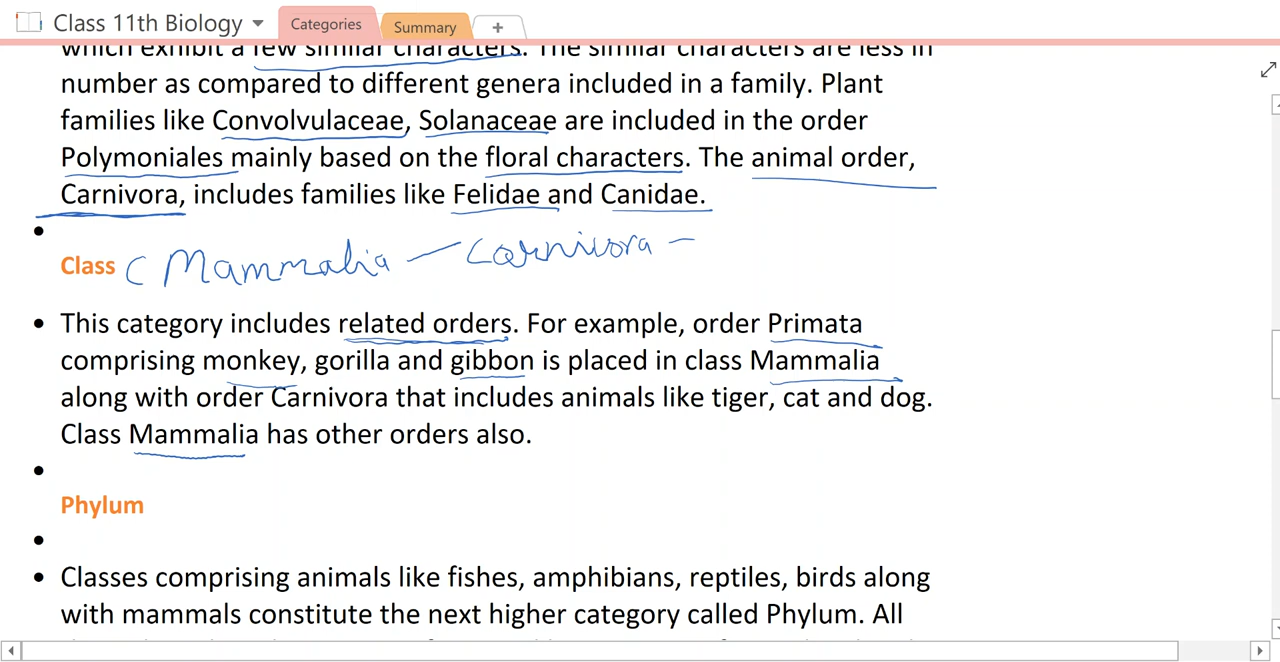 Class 11th Biology Categories Summary +
which exhibit a few similar characters. The similar characters are less in
number as compared to different genera included in a family. Plant
families like Convolvulaceae, Solanaceae are included in the order
Polymoniales mainly based on the floral characters. The animal order,
Carnivora, includes families like Felidae and Canidae.
Class ( Mammalia — Carnivora –
This category includes related orders. For example, order Primata
comprising monkey, gorilla and gibbon is placed in class Mammalia
along with order Carnivora that includes animals like tiger, cat and dog.
Class Mammalia has other orders also.
Phylum
Classes comprising animals like fishes, amphibians, reptiles, birds along
with mammals constitute the next higher category called Phylum. All